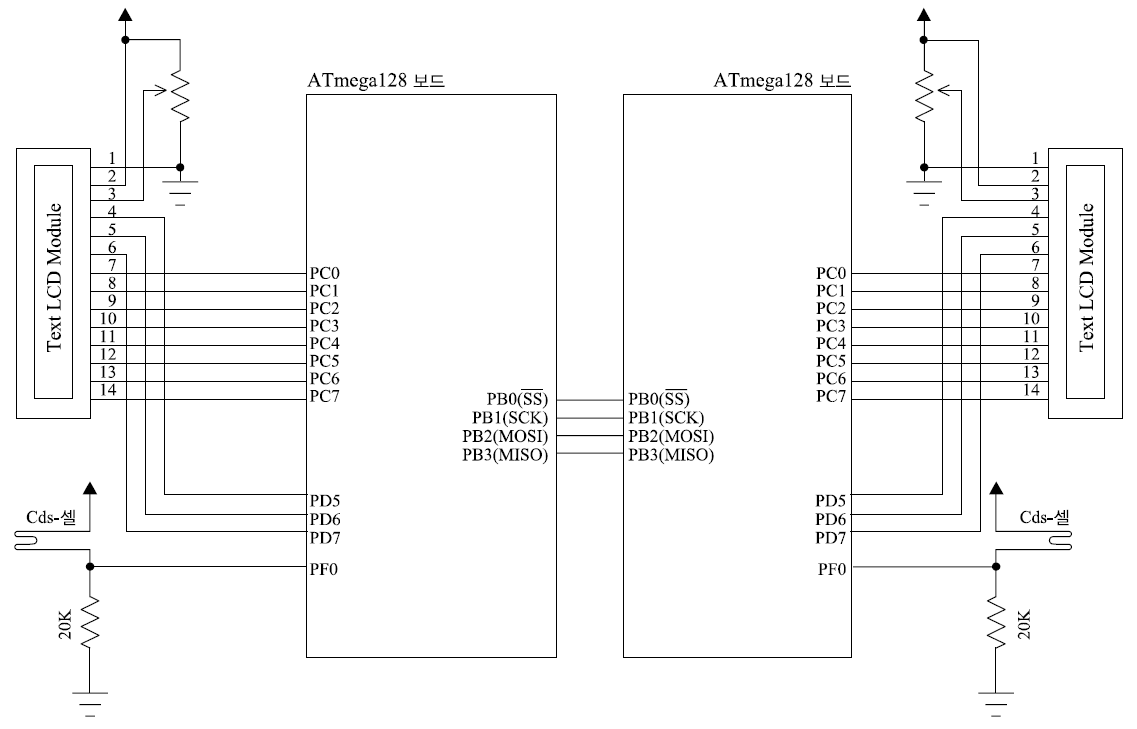 ATmega128 보드
ATmega128 보드
1
2
3
4
5
6
7
8
9
10
11
12
13
14
Text LCD Module
PC0
PC1
PC2
PC3
PC4
PC5
PC6
PC7
PB0(SS)
PB1(SCK)
PB2(MOSI)
PB3(MISO)
PD5
PD6
PD7
PF0
Cds-셀
20K
PB0(SS)
PB1(SCK)
PB2(MOSI)
PB3(MISO)
PC0
PC1
PC2
PC3
PC4
PC5
PC6
PC7
PD5
PD6
PD7
PF0
1
2
3
4
5
6
7
8
9
10
11
12
13
14
Text LCD Module
Cds-셀
20K